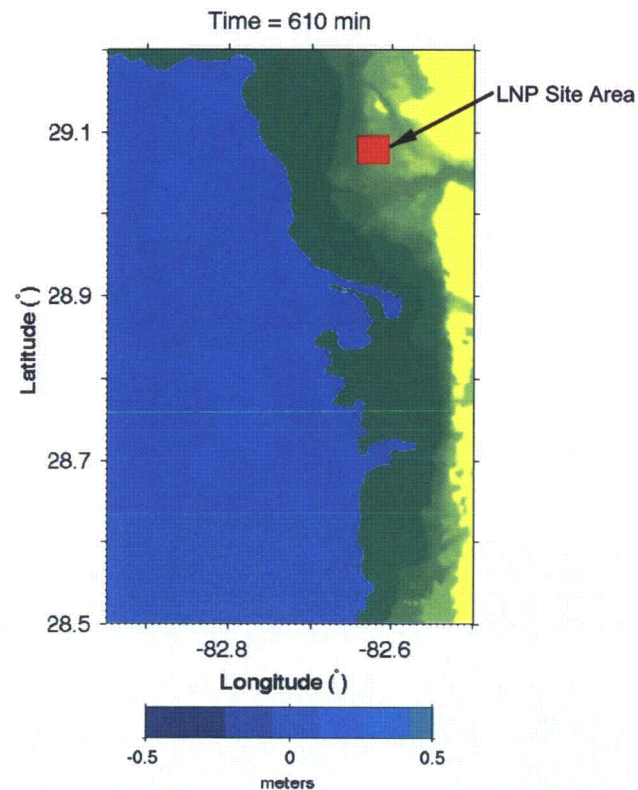 Time = 610 min
LNP Site Area
29.1
28.9
28.7
28.5
Latitude (°)
-82.8 -82.6
Longitude (°)
-0.5 0 0.5
meters